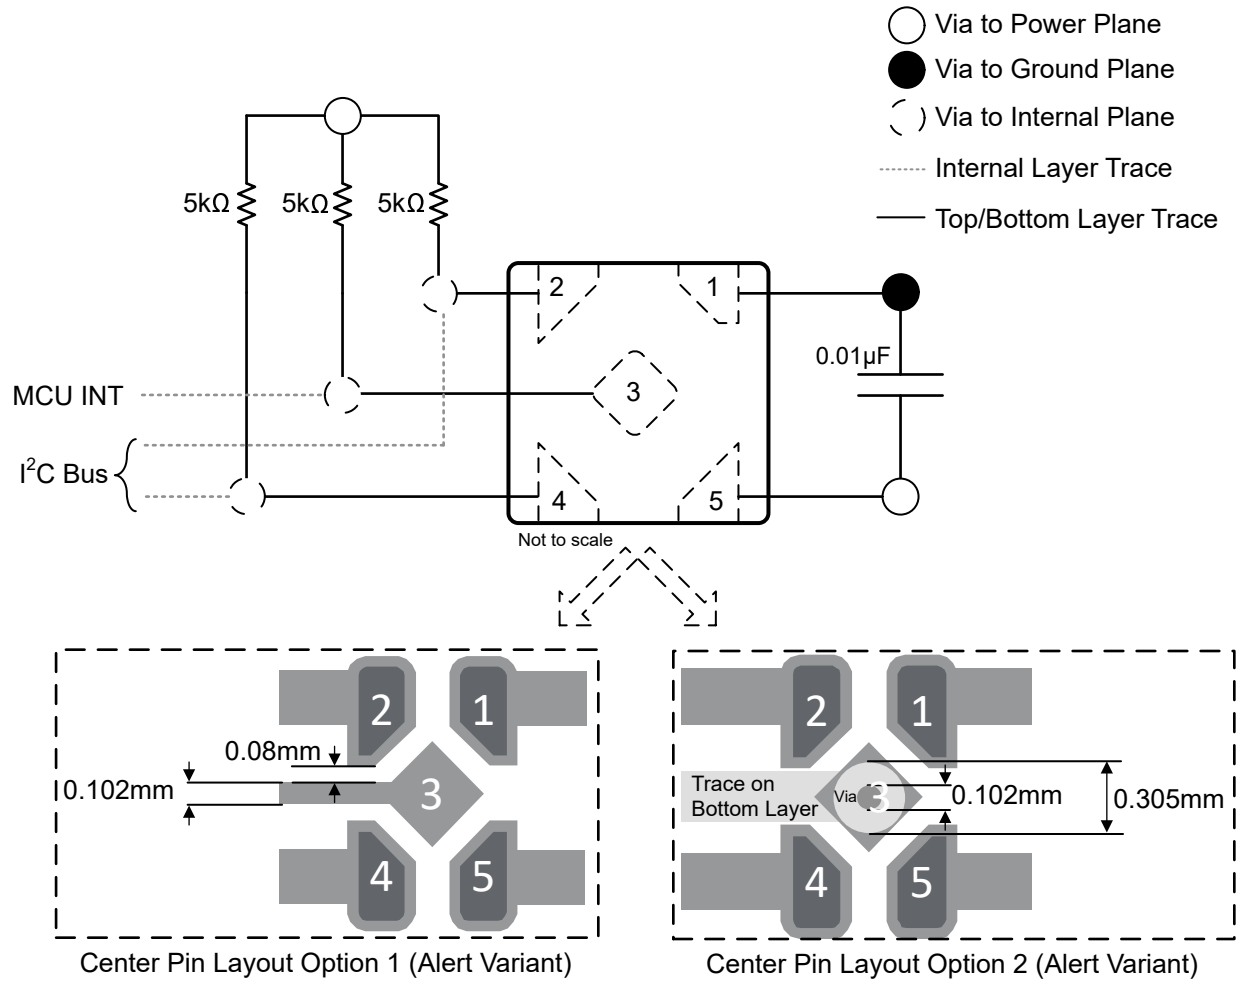 Via to Power Plane
Via to Ground Plane
Via to Internal Plane
Internal Layer Trace
Top/Bottom Layer Trace
5kΩ 5kΩ 5kΩ
2 1
0.01µF
3
MCU INT
I²C Bus
4 5
Not to scale
2 1
0.08mm
0.102mm
3
4 5
Center Pin Layout Option 1 (Alert Variant)
2 1
Trace on
Bottom Layer
Via 3
0.102mm
0.305mm
4 5
Center Pin Layout Option 2 (Alert Variant)